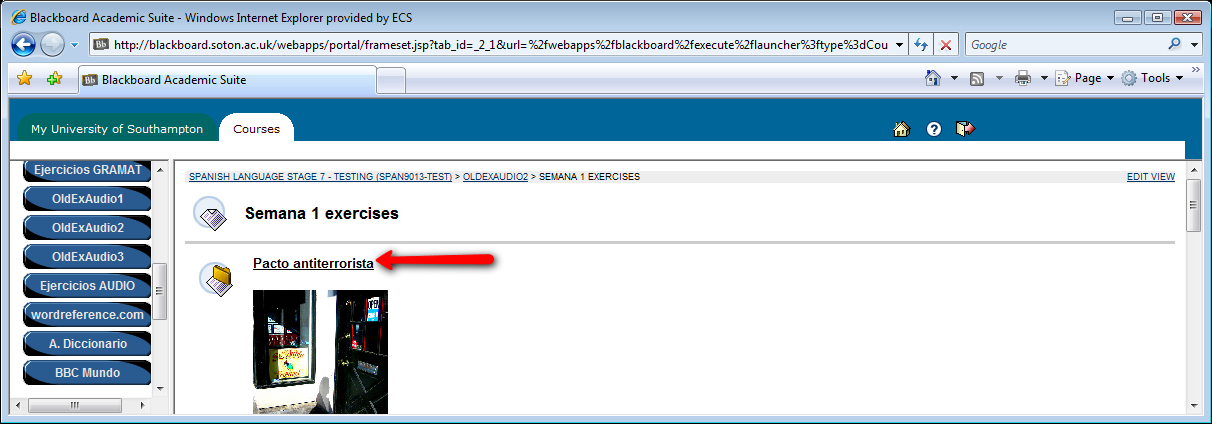 Blackboard Academic Suite - Windows Internet Explorer provided by ECS
http://blackboard.soton.ac.uk/webapps/portal/frameset.jsp?tab_id=_2_1&url=%2fwebapps%2fblackboard%2fexecute%2flauncher%3ftype%3dCou
Google
Blackboard Academic Suite
Page
Tools
My University of Southampton
Courses
Ejercicios GRAMAT
OldExAudio1
OldExAudio2
OldExAudio3
Ejercicios AUDIO
wordreference.com
A. Diccionario
BBC Mundo
SPANISH LANGUAGE STAGE 7 - TESTING (SPAN9013-TEST) > OLDEXAUDIO2 > SEMANA 1 EXERCISES
EDIT VIEW
Semana 1 exercises
Pacto antiterrorista